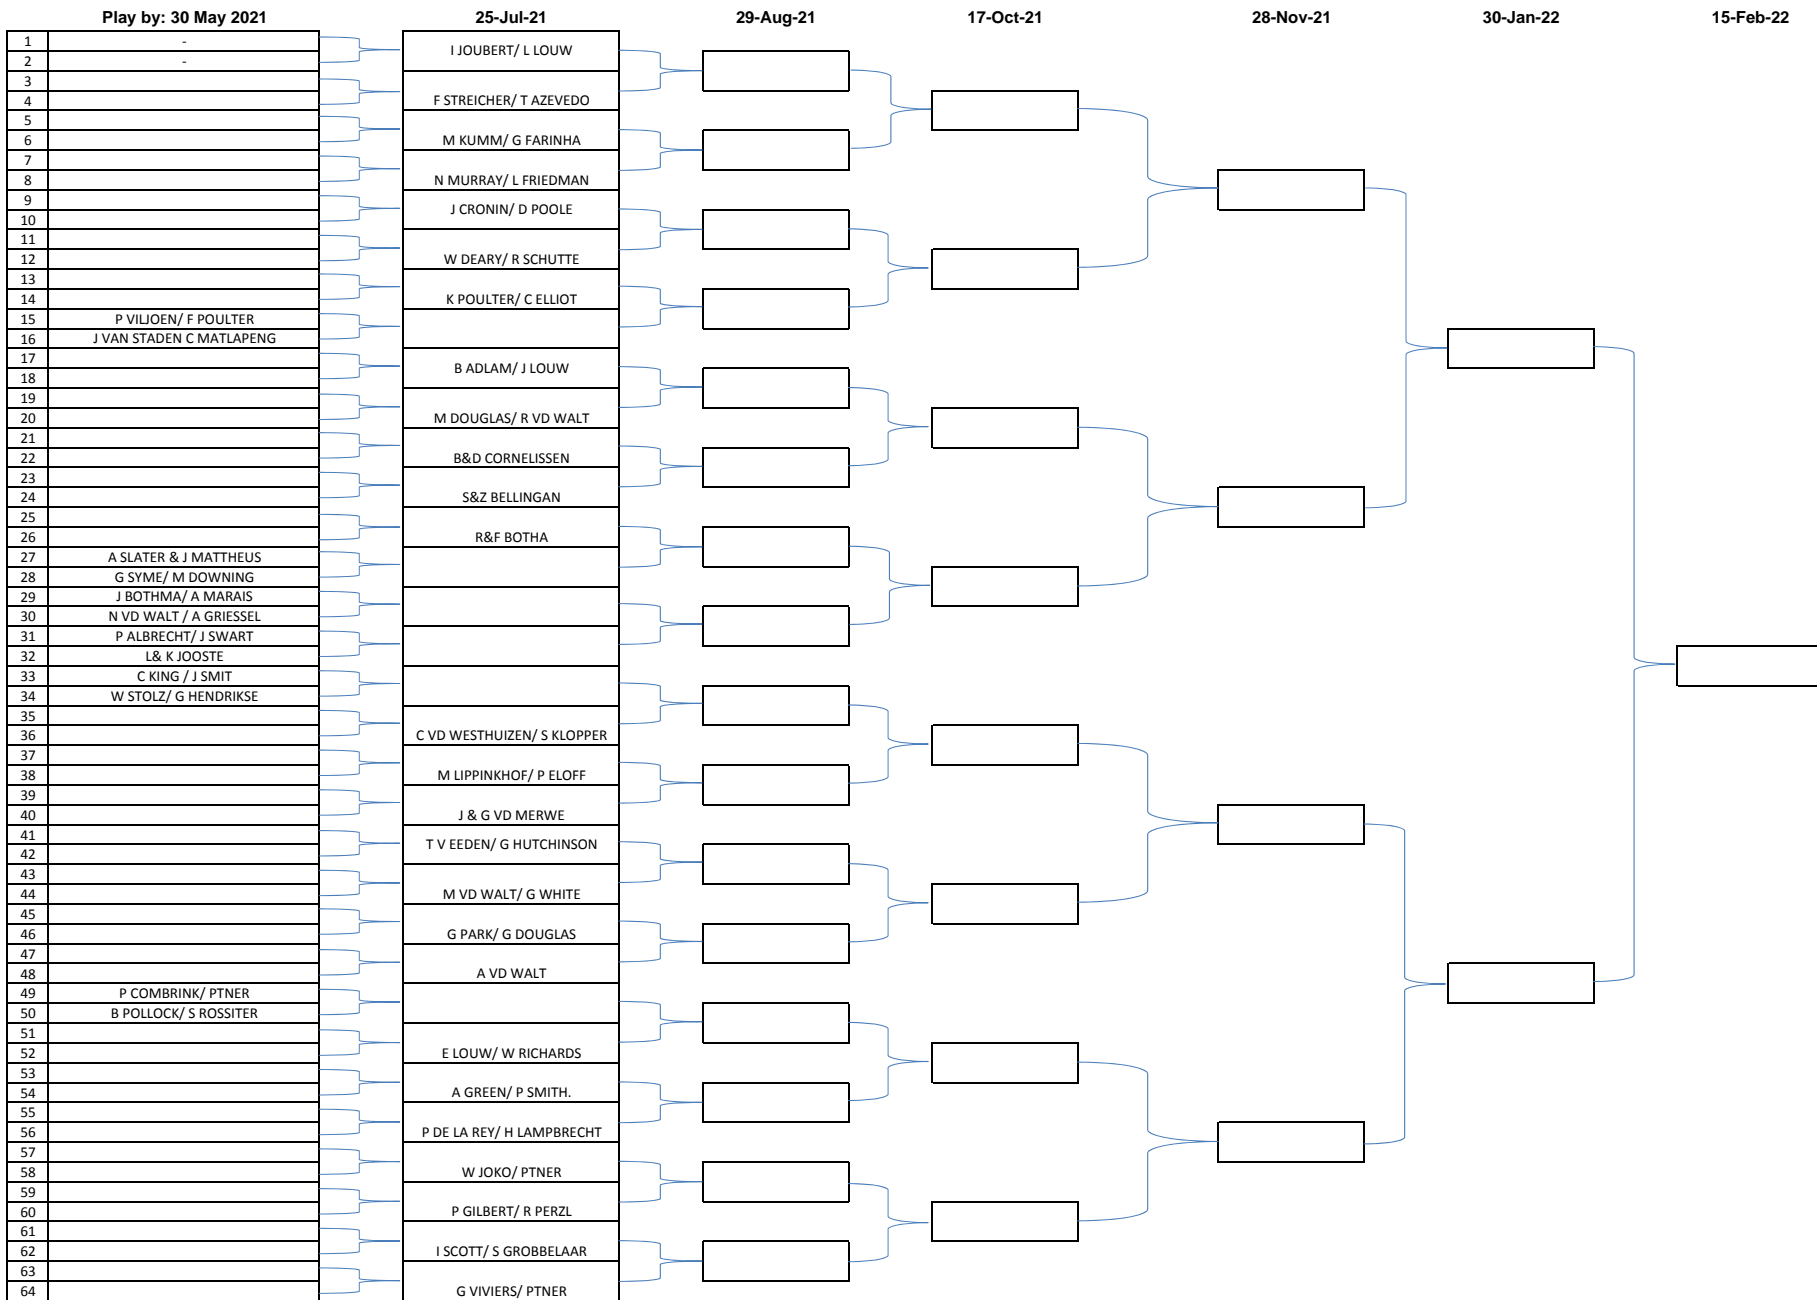 Play by: 30 May 2021 25-Jul-21 29-Aug-21 17-Oct-21 28-Nov-21 30-Jan-22 15-Feb-22
1 - I JOUBERT/ L LOUW
2 -
3
4 F STREICHER/ T AZEVEDO
5
6 M KUMM/ G FARINHA
7
8 N MURRAY/ L FRIEDMAN
9 J CRONIN/ D POOLE
10
11
12 W DEARY/ R SCHUTTE
13
14 K POULTER/ C ELLIOT
15 P VILJOEN/ F POULTER
16 J VAN STADEN C MATLAPENG
17 B ADLAM/ J LOUW
18
19
20 M DOUGLAS/ R VD WALT
21
22 B&D CORNELISSEN
23
24 S&Z BELLINGAN
25
26 R&F BOTHA
27 A SLATER & J MATTHEUS
28 G SYME/ M DOWNING
29 J BOTHMA/ A MARAIS
30 N VD WALT / A GRIESSEL
31 P ALBRECHT/ J SWART
32 L& K JOOSTE
33 C KING / J SMIT
34 W STOLZ/ G HENDRIKSE
35
36 C VD WESTHUIZEN/ S KLOPPER
37
38 M LIPPINKHOF/ P ELOFF
39
40 J & G VD MERWE
41 T V EEDEN/ G HUTCHINSON
42
43
44 M VD WALT/ G WHITE
45
46 G PARK/ G DOUGLAS
47
48 A VD WALT
49 P COMBRINK/ PTNER
50 B POLLOCK/ S ROSSITER
51
52 E LOUW/ W RICHARDS
53
54 A GREEN/ P SMITH.
55
56 P DE LA REY/ H LAMPBRECHT
57
58 W JOKO/ PTNER
59
60 P GILBERT/ R PERZL
61
62 I SCOTT/ S GROBBELAAR
63
64 G VIVIERS/ PTNER